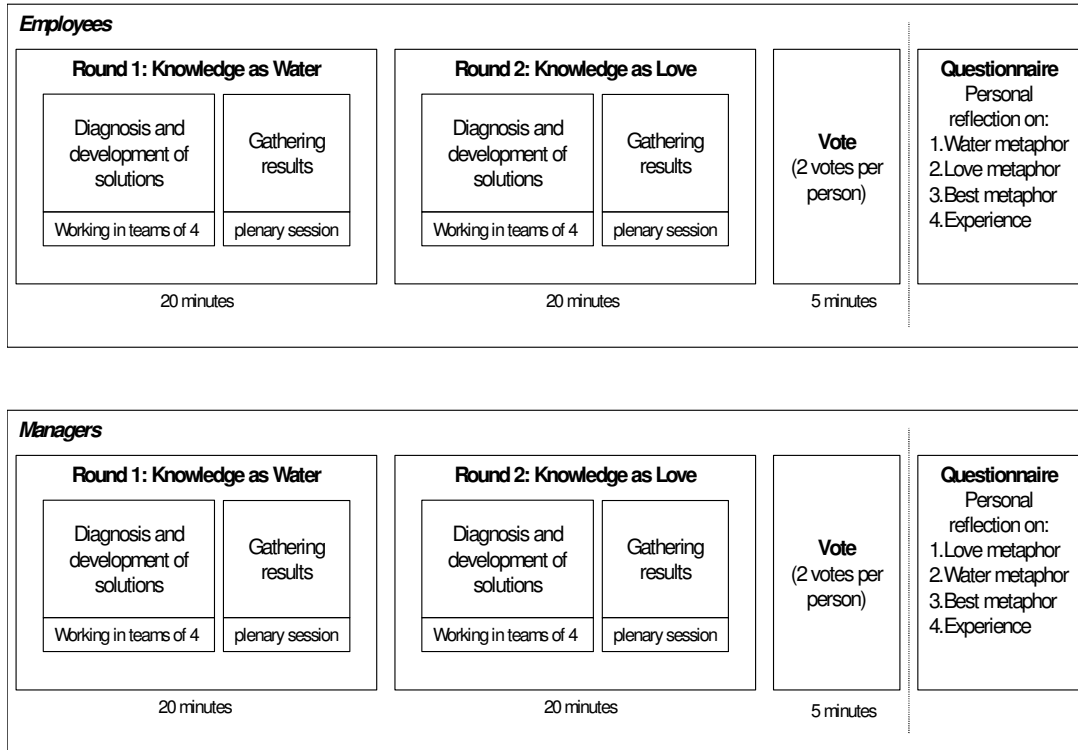 Employees
Round 1: Knowledge as Water
Diagnosis and
development of
solutions
Working in teams of 4
Gathering
results
plenary session
20 minutes
Round 2: Knowledge as Love
Diagnosis and
development of
solutions
Working in teams of 4
Gathering
results
plenary session
20 minutes
Vote
(2 votes per
person)
5 minutes
Questionnaire
Personal
reflection on:
1.Water metaphor
2.Love metaphor
3.Best metaphor
4.Experience
Managers
Round 1: Knowledge as Water
Diagnosis and
development of
solutions
Working in teams of 4
Gathering
results
plenary session
20 minutes
Round 2: Knowledge as Love
Diagnosis and
development of
solutions
Working in teams of 4
Gathering
results
plenary session
20 minutes
Vote
(2 votes per
person)
5 minutes
Questionnaire
Personal
reflection on:
1.Love metaphor
2.Water metaphor
3.Best metaphor
4.Experience